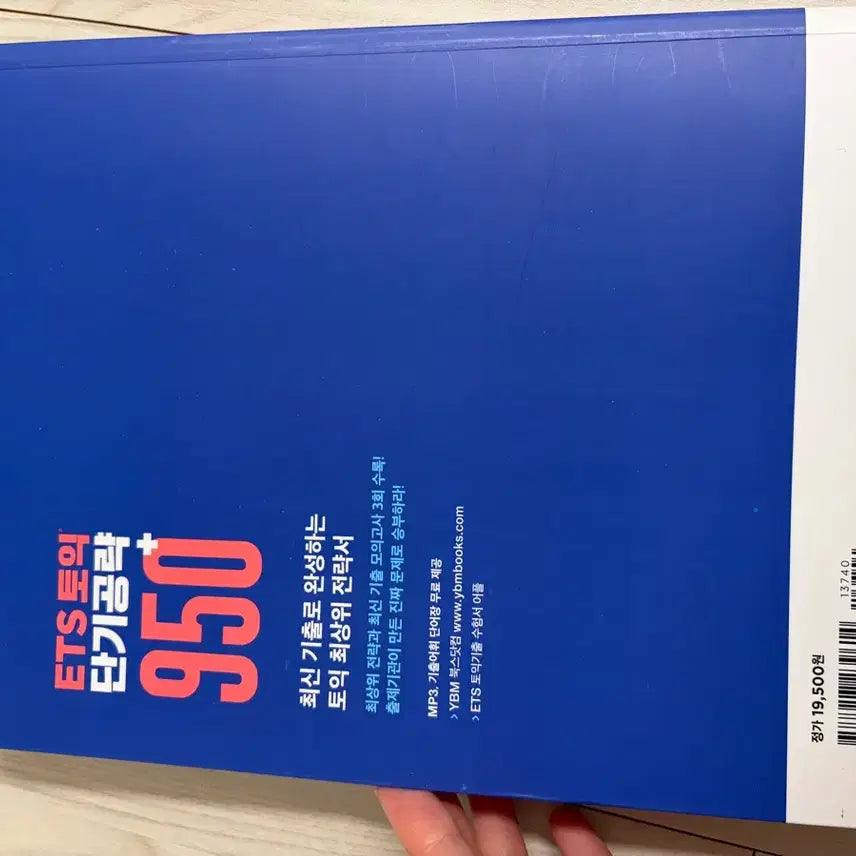 ETS 토익
단기공략
950+
최신 기출로 완성하는
토익 최상위 전략서
최상위 전략과 최신 기출 모의고사 3회 수록!
출제기관이 만든 진짜 문제로 승부하라!
MP3, 기출어휘 단어장 무료 제공
> YBM 북스닷컴 www.ybmbooks.com
> ETS 토익기출 수험서 어플
정가 19,500원
13740